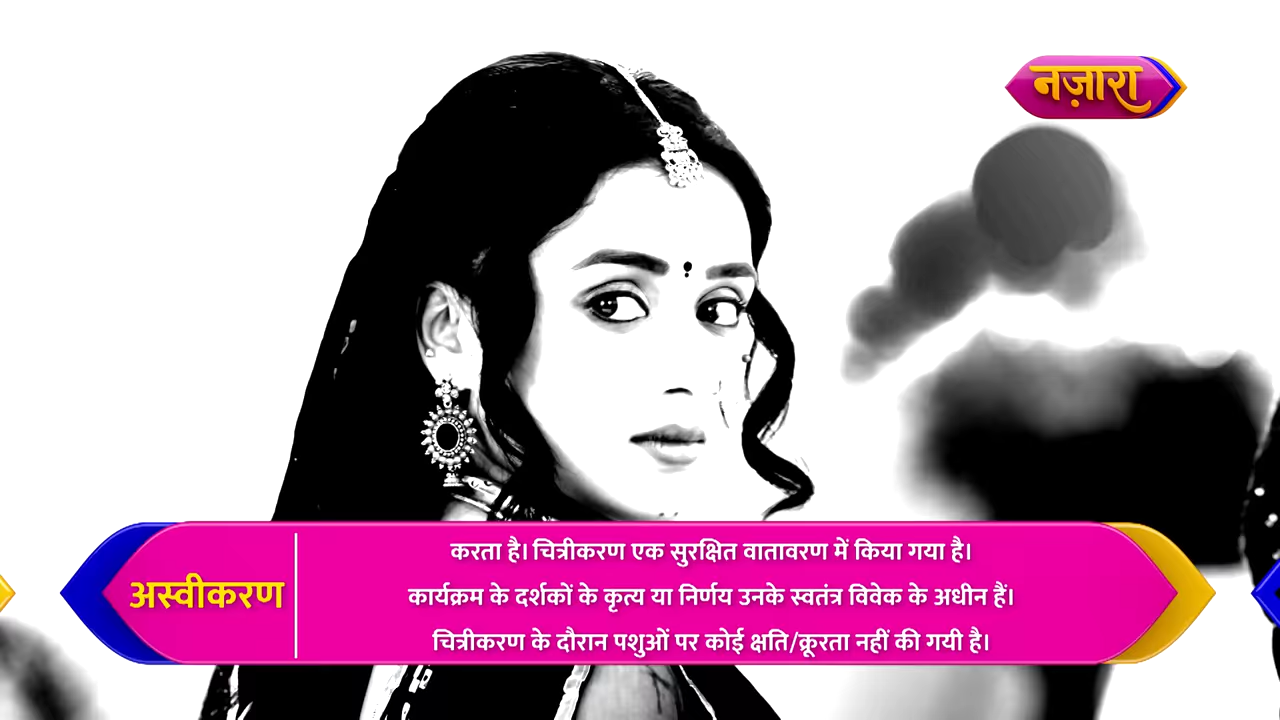 नज़ारा
अस्वीकरण
करता है। चित्रीकरण एक सुरक्षित वातावरण में किया गया है।
कार्यक्रम के दर्शकों के कृत्य या निर्णय उनके स्वतंत्र विवेक के अधीन हैं।
चित्रीकरण के दौरान पशुओं पर कोई क्षति/क्रूरता नहीं की गयी है।